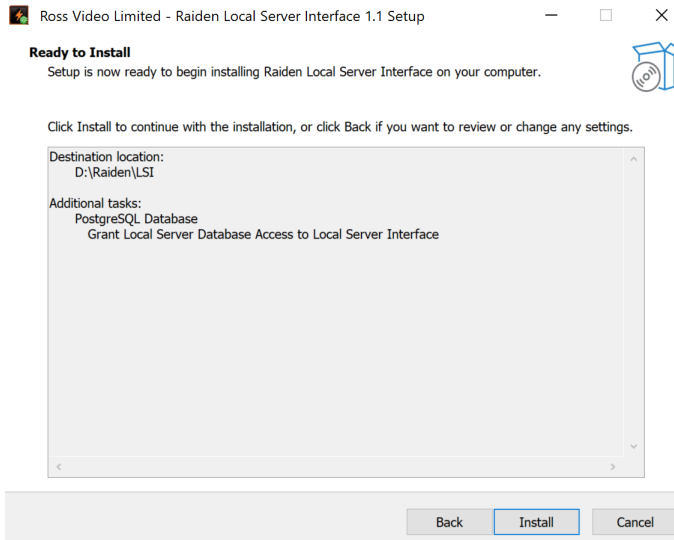 Ross Video Limited - Raiden Local Server Interface 1.1 Setup
Ready to Install
Setup is now ready to begin installing Raiden Local Server Interface on your computer.
Click Install to continue with the installation, or click Back if you want to review or change any settings.
Destination location:
D:\Raiden\LSI
Additional tasks:
PostgreSQL Database
Grant Local Server Database Access to Local Server Interface
Back
Install
Cancel